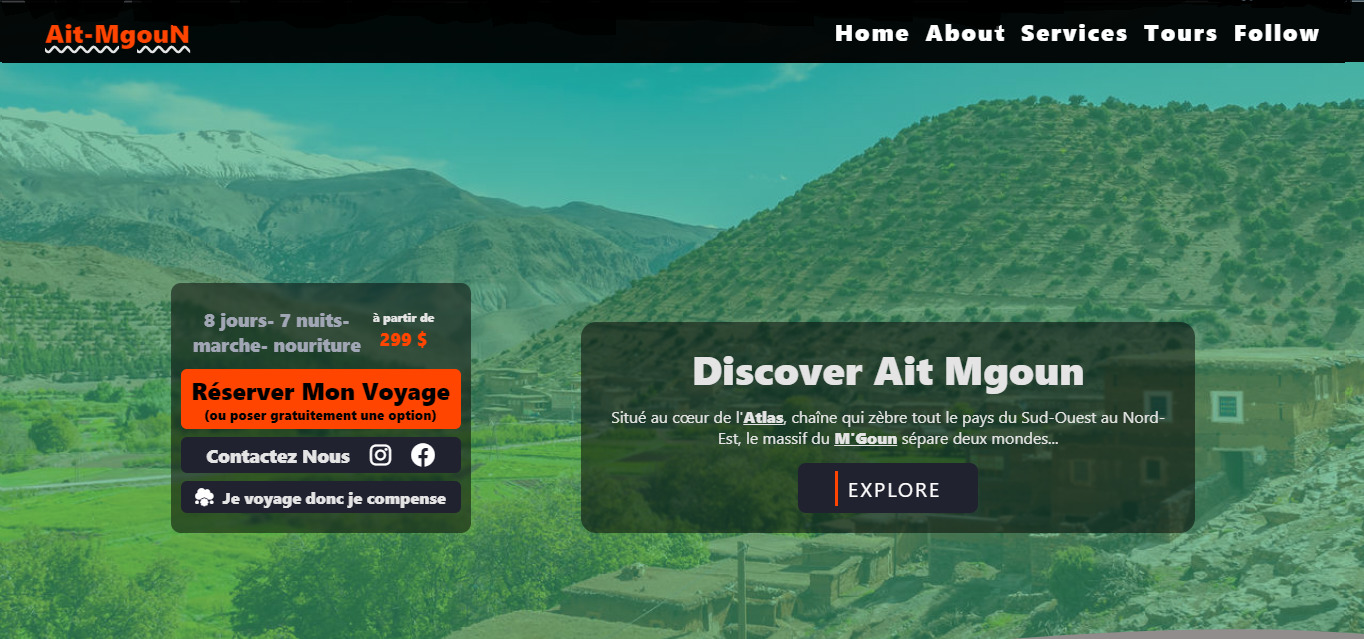 Ait-MgouN
Home About Services Tours Follow
8 jours- 7 nuits-
marche- nouriture
à partir de
299 $
Réserver Mon Voyage
(ou poser gratuitement une option)
Contactez Nous
Je voyage donc je compense
Discover Ait Mgoun
Situé au cœur de l'Atlas, chaîne qui zèbre tout le pays du Sud-Ouest au Nord-
Est, le massif du M'Goun sépare deux mondes...
EXPLORE